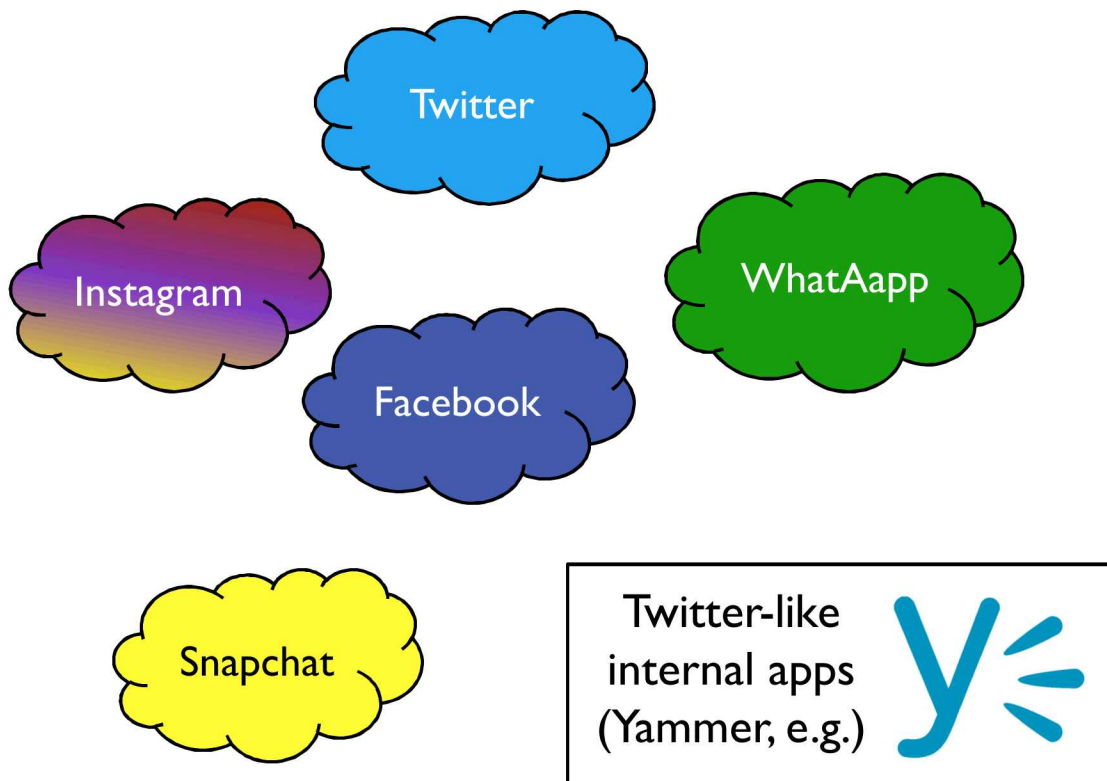 Twitter
Instagram
WhatAapp
Facebook
Snapchat
Twitter-like
internal apps
(Yammer, e.g.)
y